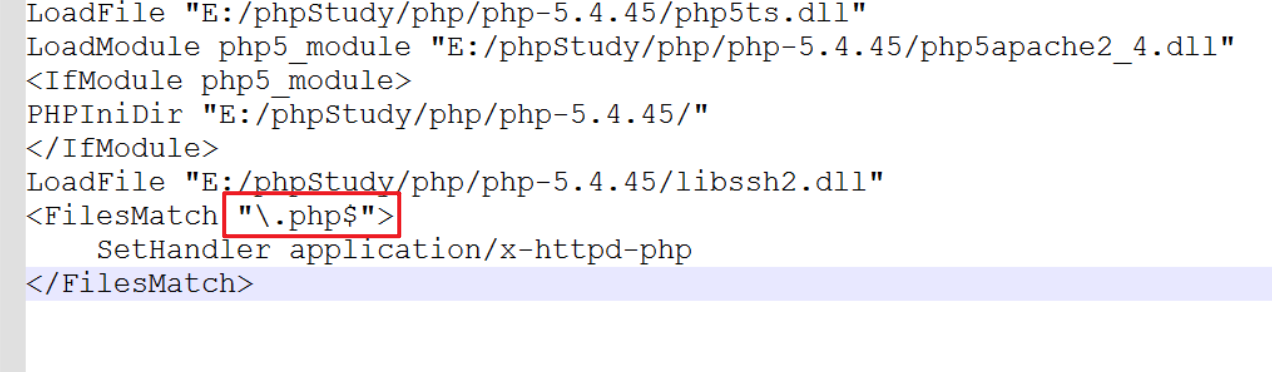 LoadFile "E:/phpStudy/php/php-5.4.45/php5ts.dll"
LoadModule php5_module "E:/phpStudy/php/php-5.4.45/php5apache2_4.dll"
<IfModule php5_module>
PHPIniDir "E:/phpStudy/php/php-5.4.45/"
</IfModule>
LoadFile "E:/phpStudy/php/php-5.4.45/libssh2.dll"
<FilesMatch "\.php$">
    SetHandler application/x-httpd-php
</FilesMatch>